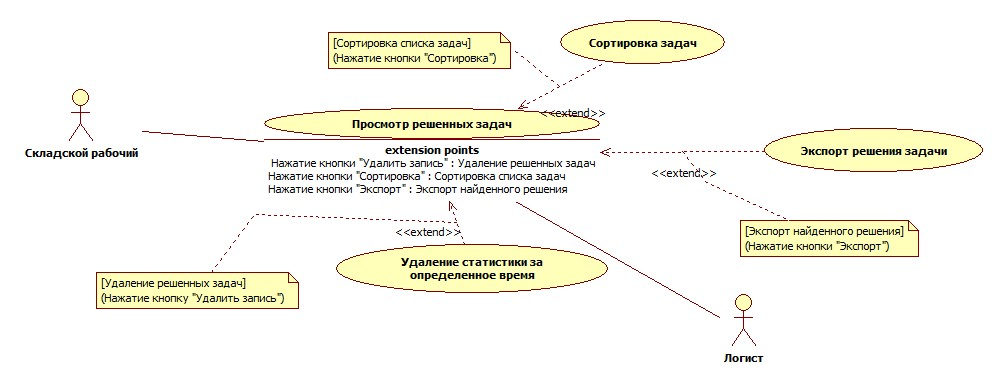 [Сортировка списка задач]
(Нажатие кнопки "Сортировка")
Сортировка задач
<<extend>>
Просмотр решенных задач
Складской рабочий
extension points
Нажатие кнопки "Удалить запись" : Удаление решенных задач
Нажатие кнопки "Сортировка" : Сортировка списка задач
Нажатие кнопки "Экспорт" : Экспорт найденного решения
Экспорт решения задачи
<<extend>>
[Экспорт найденного решения]
(Нажатие кнопки "Экспорт")
<<extend>>
Удаление статистики за
определенное время
[Удаление решенных задач]
(Нажатие кнопку "Удалить запись")
Логист